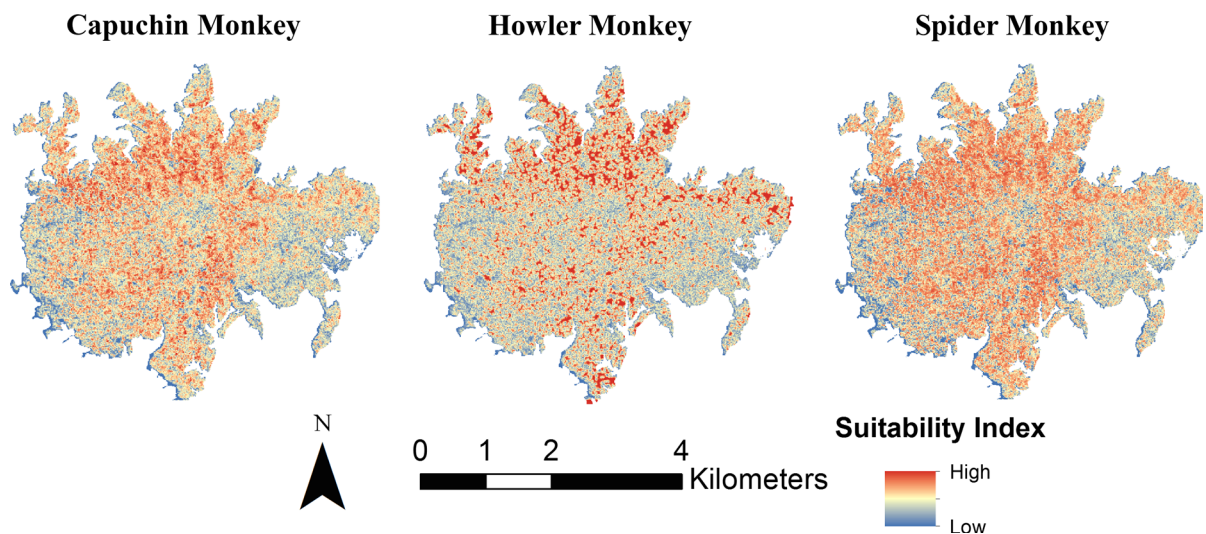 Capuchin Monkey
Howler Monkey
Spider Monkey
N
0 1 2 4
Kilometers
Suitability Index
High
Low